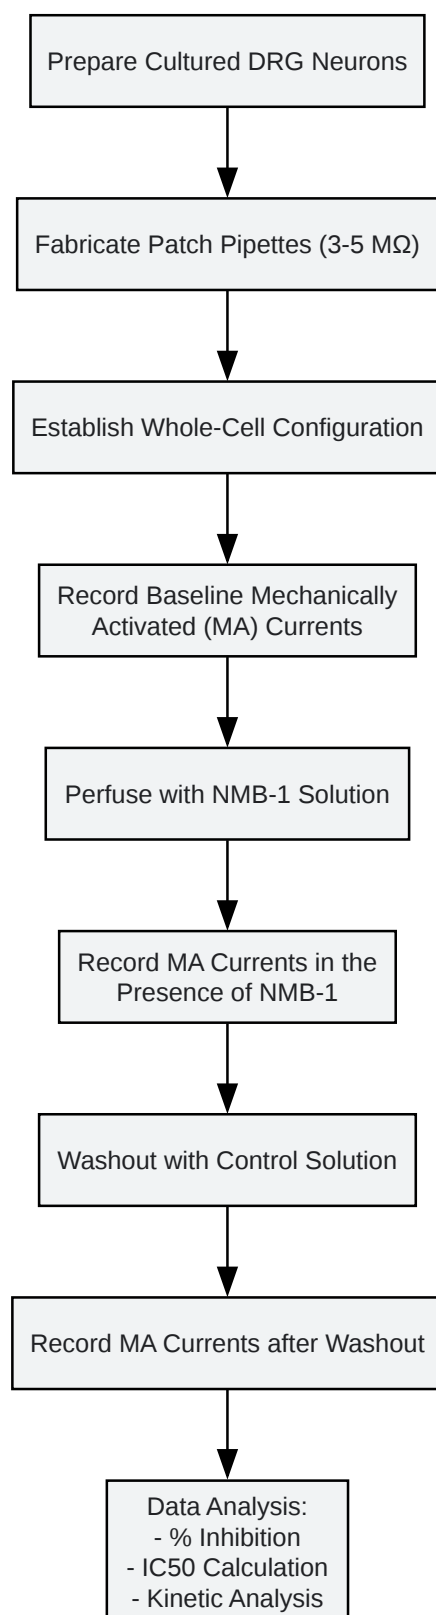 Prepare Cultured DRG Neurons
Fabricate Patch Pipettes (3-5 MΩ)
Establish Whole-Cell Configuration
Record Baseline Mechanically
Activated (MA) Currents
Perfuse with NMB-1 Solution
Record MA Currents in the
Presence of NMB-1
Washout with Control Solution
Record MA Currents after Washout
Data Analysis:
- % Inhibition
- IC50 Calculation
- Kinetic Analysis